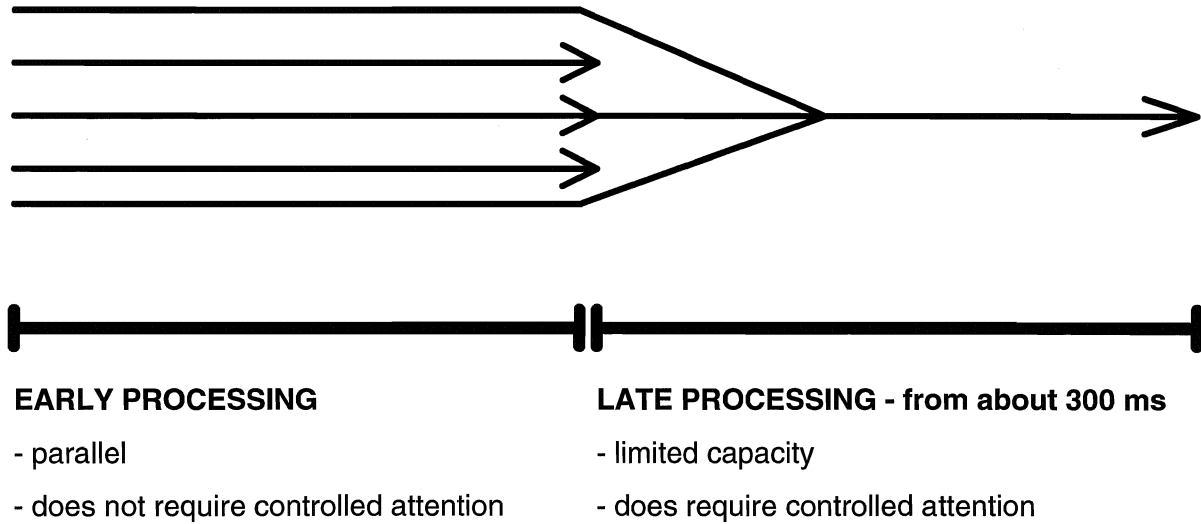 EARLY PROCESSING
- parallel
- does not require controlled attention
LATE PROCESSING - from about 300 ms
- limited capacity
- does require controlled attention